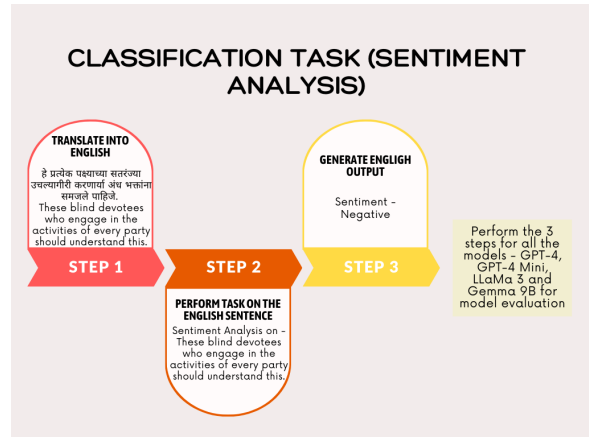 CLASSIFICATION TASK (SENTIMENT
ANALYSIS)
TRANSLATE INTO
ENGLISH
हे प्रत्येक पक्ष्याच्या सतरंज्या
उचल्यागीरी करणार्या अंध भक्तांना
समजले पाहिजे.
These blind devotees
who engage in the
activities of every party
should understand this.
STEP 1
STEP 2
PERFORM TASK ON THE
ENGLISH SENTENCE
Sentiment Analysis on -
These blind devotees
who engage in the
activities of every party
should understand this.
GENERATE ENGLIGH
OUTPUT
Sentiment -
Negative
STEP 3
Perform the 3
steps for all the
models - GPT-4,
GPT-4 Mini,
LLaMa 3 and
Gemma 9B for
model evaluation